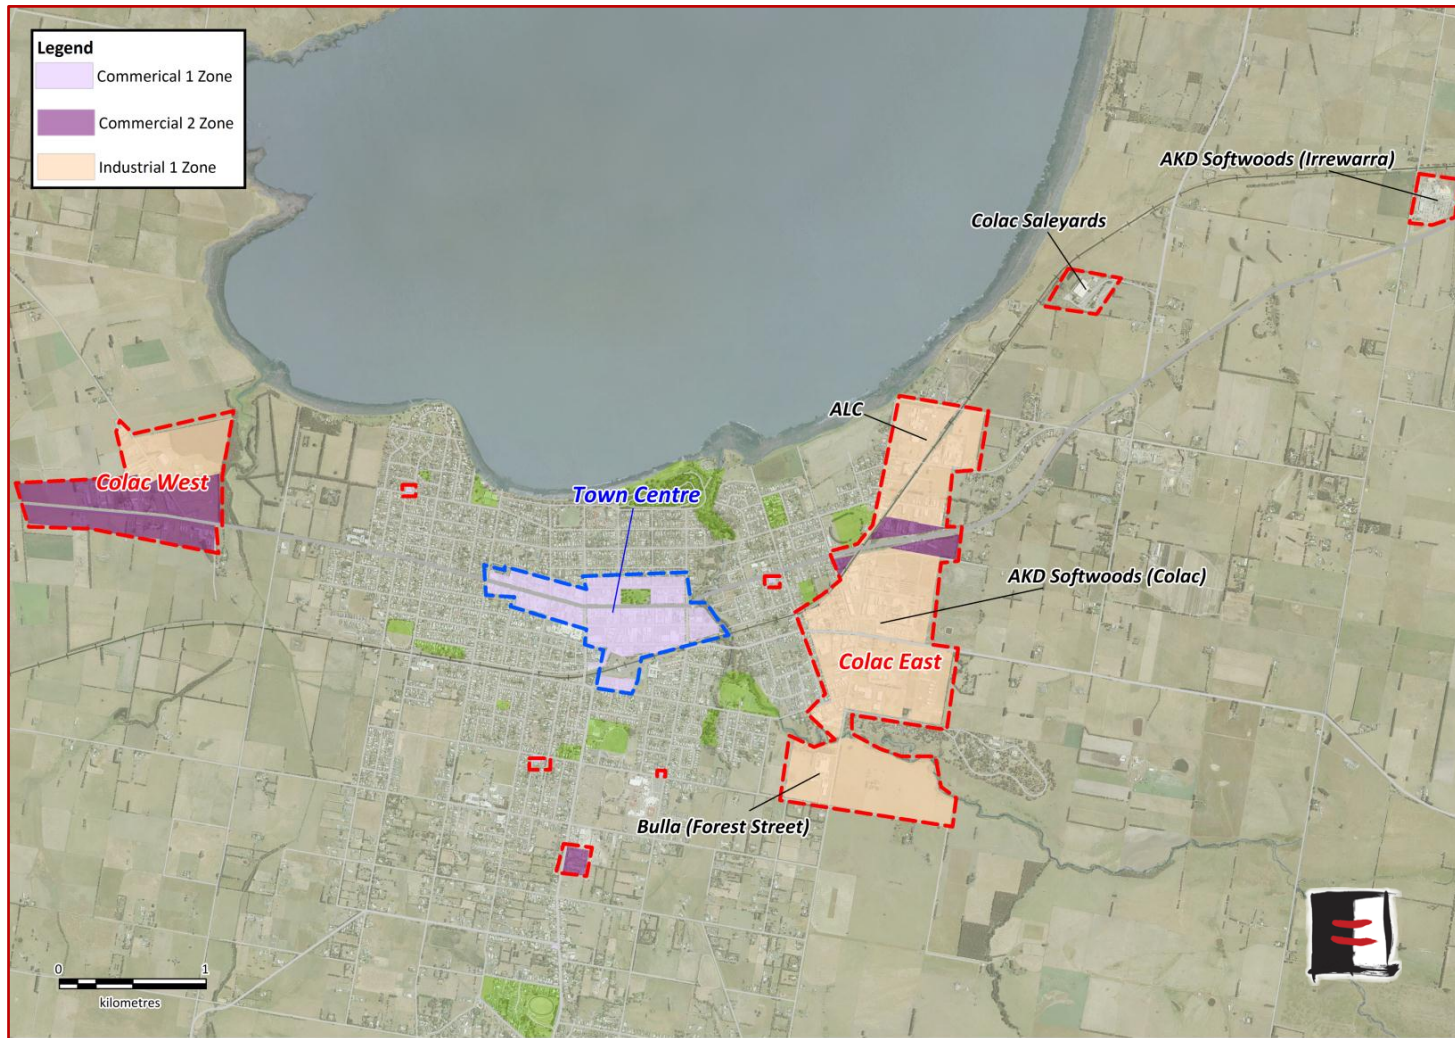 Legend
Commerical 1 Zone
Commercial 2 Zone
Industrial 1 Zone
AKD Softwoods (Irrewarra)
Colac Saleyards
ALC
Colac West
Town Centre
AKD Softwoods (Colac)
Colac East
Bulla (Forest Street)
0 1
kilometres